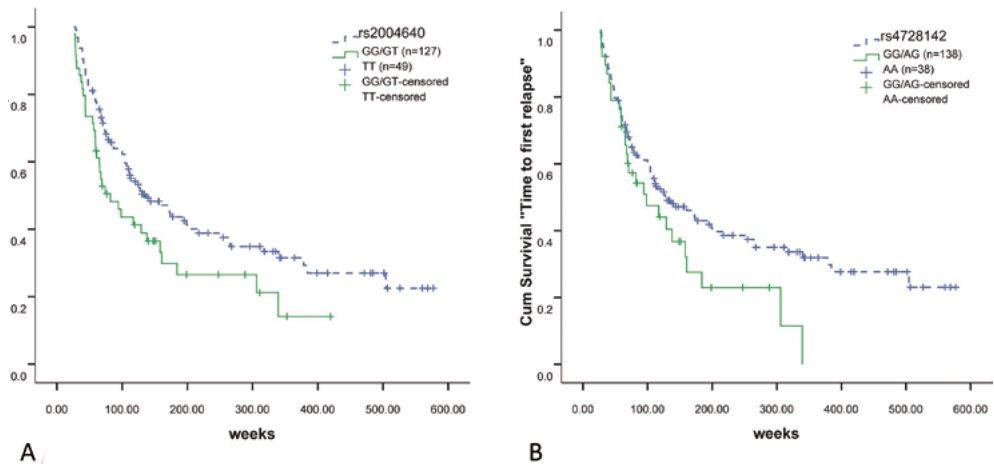 rs2004640
GG/GT (n=127)
TT (n=49)
GG/GT-censored
TT-censored
1.0
0.8
0.6
0.4
0.2
0.0
0.00 100.00 200.00 300.00 400.00 500.00 600.00
weeks
A
rs4728142
GG/AG (n=138)
AA (n=38)
GG/AG-censored
AA-censored
Cum Survivial "Time to first relapse"
1.0
0.8
0.6
0.4
0.2
0.0
0.00 100.00 200.00 300.00 400.00 500.00 600.00
weeks
B